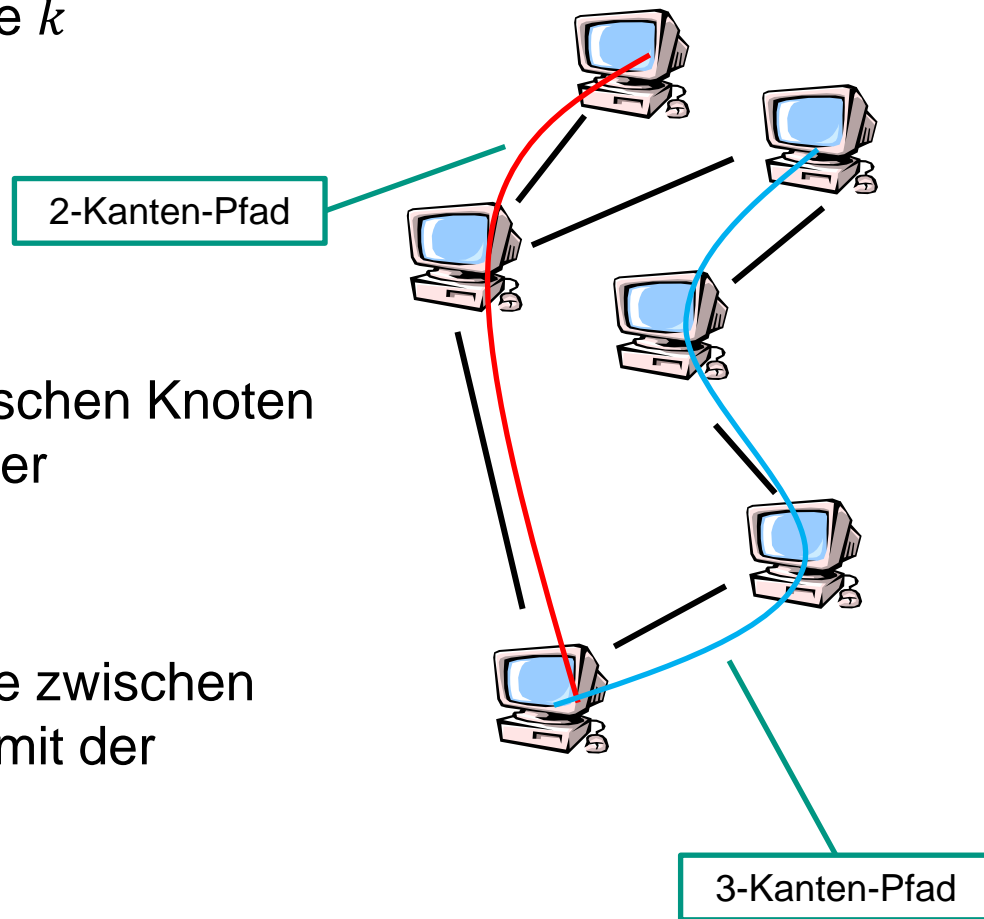 e k
2-Kanten-Pfad
schen Knoten
er
e zwischen
mit der
3-Kanten-Pfad